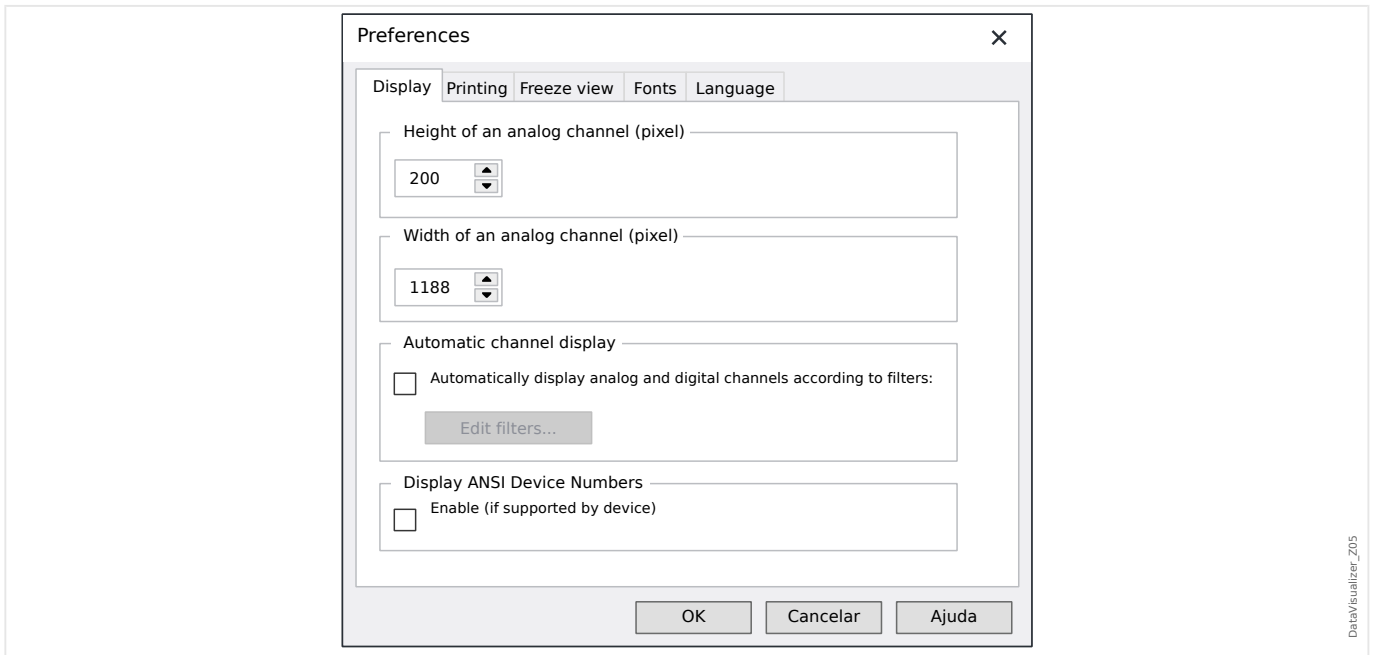 Preferences
Display Printing Freeze view Fonts Language
Height of an analog channel (pixel)
200
Width of an analog channel (pixel)
1188
Automatic channel display
Automatically display analog and digital channels according to filters:
Edit filters...
Display ANSI Device Numbers
Enable (if supported by device)
OK Cancelar Ajuda
DataVisualizer_Z05